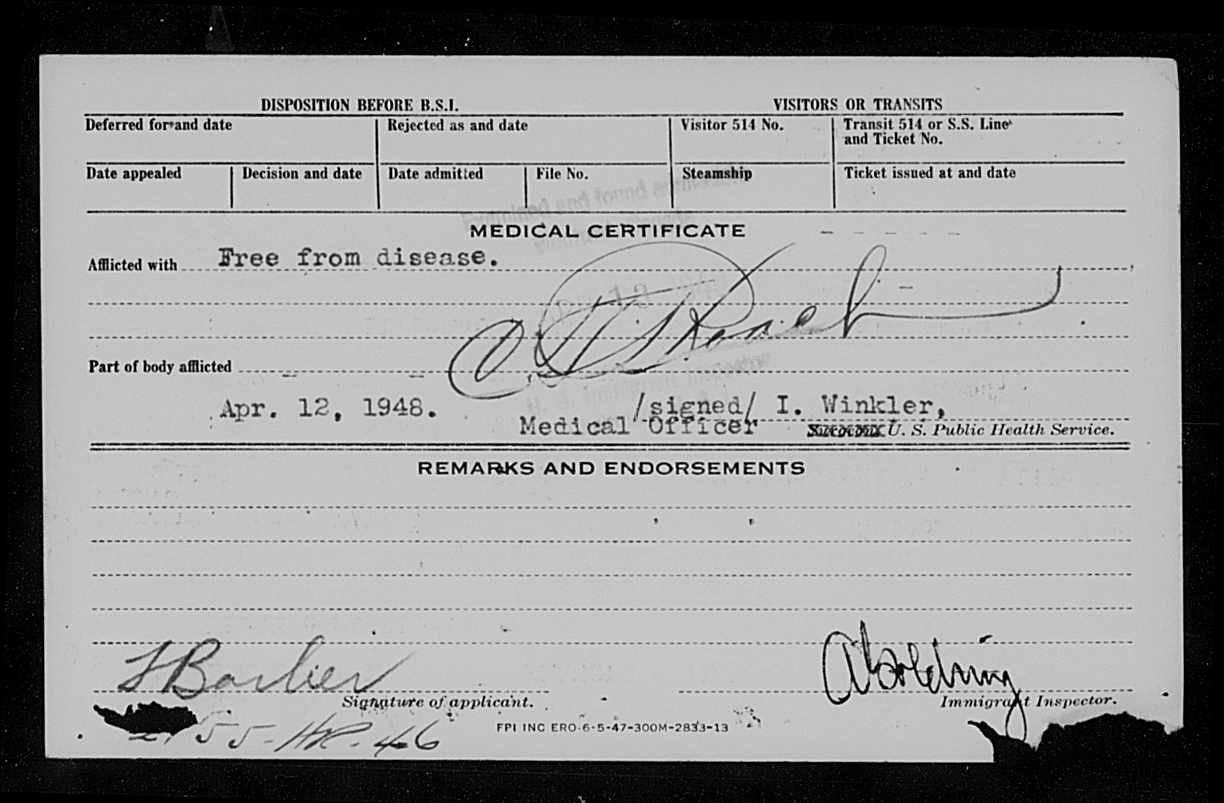 DISPOSITION BEFORE B.S.I. VISITORS OR TRANSITS
Deferred for and date Rejected as and date Visitor 514 No. Transit 514 or S.S. Line
and Ticket No.
Date appealed Decision and date Date admitted File No. Steamship Ticket issued at and date
MEDICAL CERTIFICATE
Afflicted with Free from disease.
Part of body afflicted
Apr. 12, 1948. /signed/ I. Winkler,
Medical Officer U. S. Public Health Service.
REMARKS AND ENDORSEMENTS
Signature of applicant. Immigrant Inspector.
55-HR-46
FPI INC ERO-6-5-47-300M-2833-13